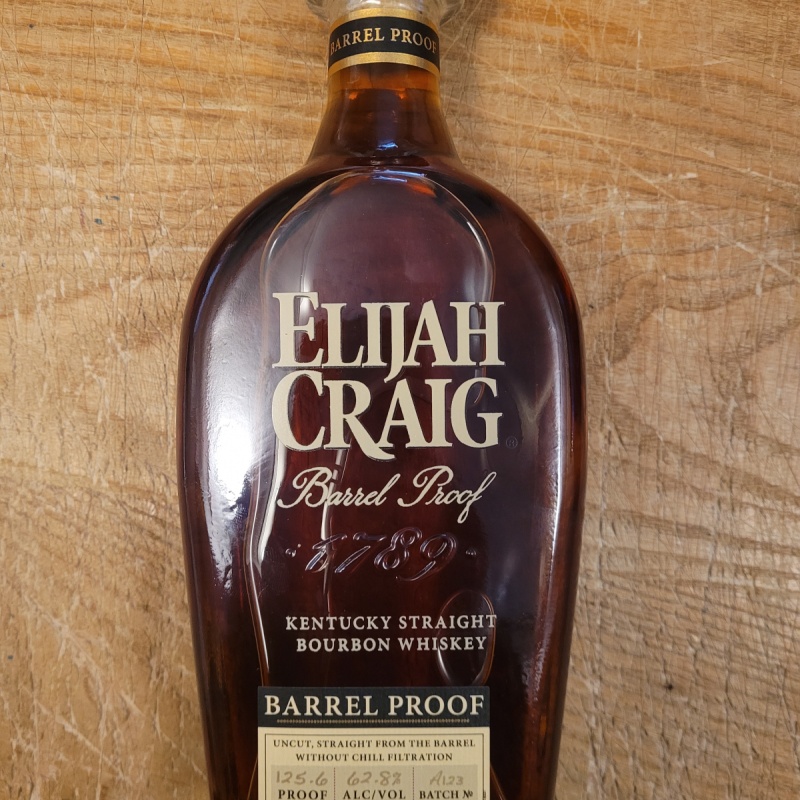 BARREL PROOF
ELIJAH
CRAIG®
Barrel Proof
·1789·
KENTUCKY STRAIGHT
BOURBON WHISKEY
BARREL PROOF
UNCUT, STRAIGHT FROM THE BARREL
WITHOUT CHILL FILTRATION
125.6 62.8% A123
PROOF ALC/VOL BATCH №